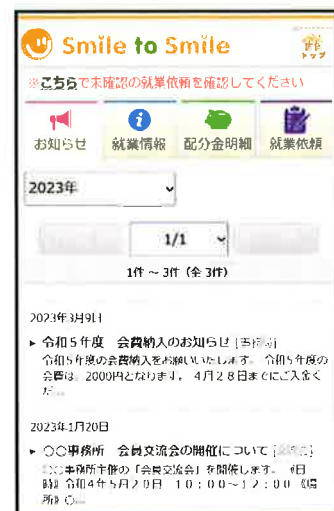 Smile to Smile
トップ
※こちらで未確認の就業依頼を確認してください
お知らせ 就業情報 配分金明細 就業依頼
2023年
1/1
1件 ~ 3件 (全 3件)
2023年3月9日
▸ 令和5年度 会費納入のお知らせ
令和5年度の会費納入をお願いいたします。 令和5年度の
会費は、2000円となります。 4月28日までにご入金く
だ...
2023年1月20日
▸ 〇〇事務所 会員交流会の開催について
〇〇事務所主催の「会員交流会」を開催します。 《日
時》令和4年5月20日 10:00~12:00 《場
所》〇...